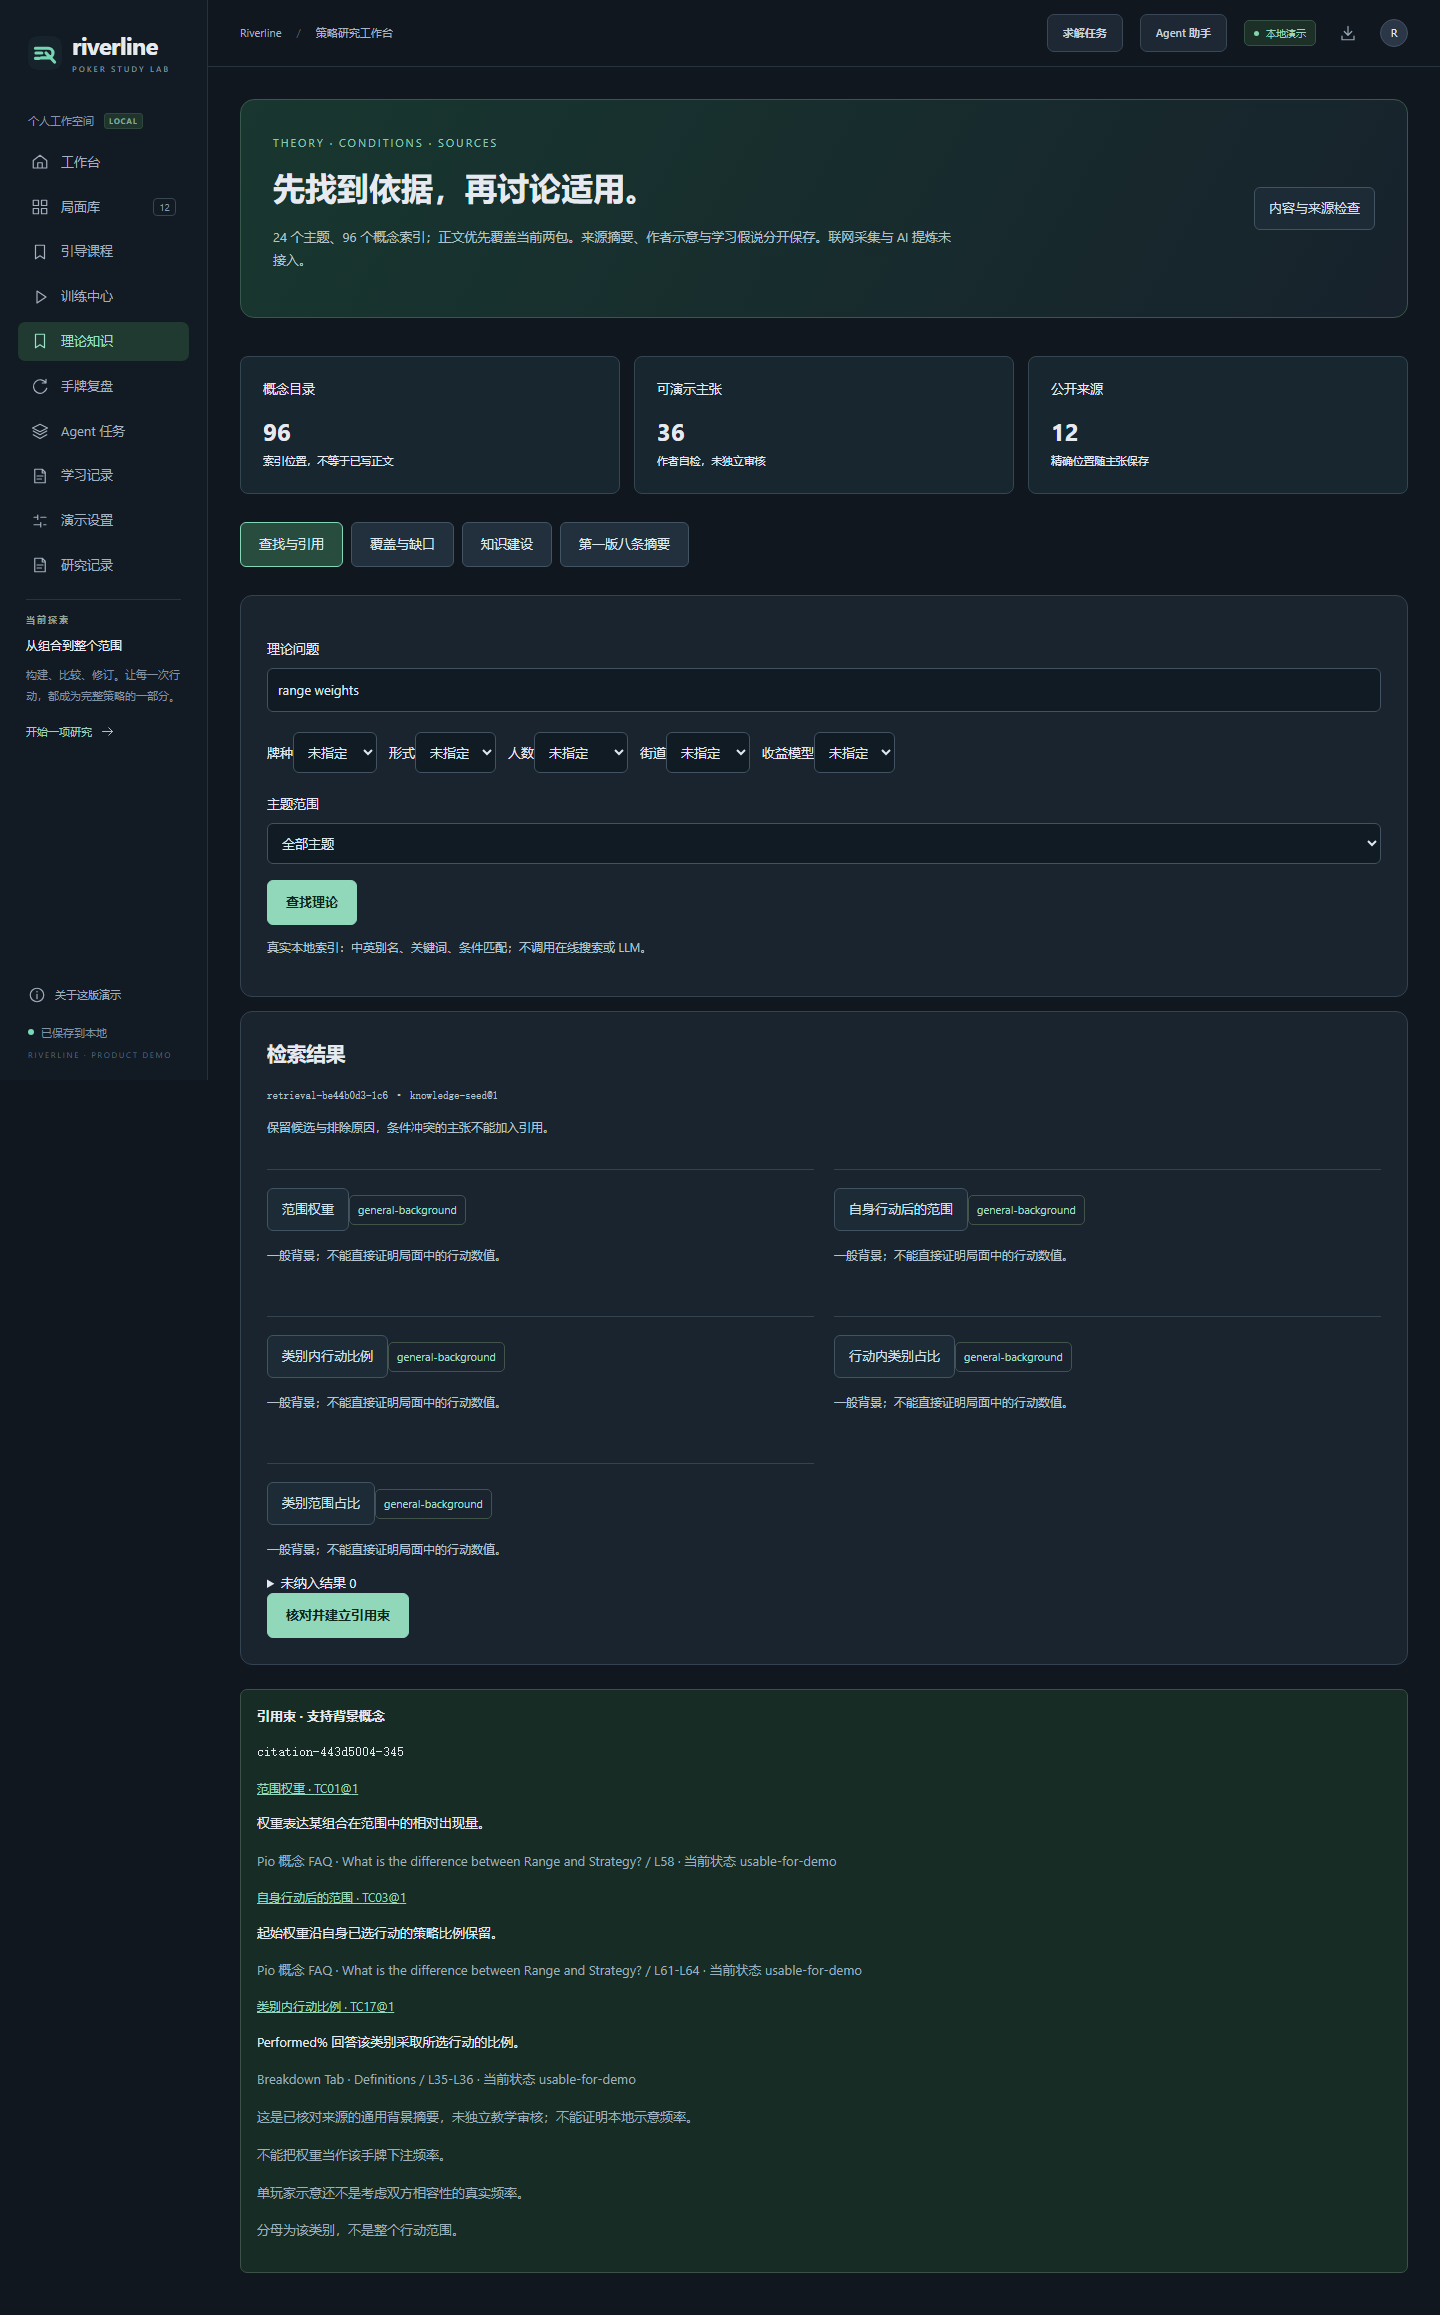 riverline
POKER STUDY LAB
个人工作空间 LOCAL
工作台
局面库 12
引导课程
训练中心
理论知识
手牌复盘
Agent 任务
学习记录
演示设置
研究记录
当前探索
从组合到整个范围
构建、比较、修订。让每一次行
动，都成为完整策略的一部分。
开始一项研究 →
关于这版演示
已保存到本地
RIVERLINE · PRODUCT DEMO
Riverline / 策略研究工作台
求解任务
Agent 助手
本地演示
R
THEORY · CONDITIONS · SOURCES
先找到依据，再讨论适用。
24 个主题、96 个概念索引；正文优先覆盖当前两包。来源摘要、作者示意与学习假说分开保存。联网采集与 AI 提炼未
接入。
内容与来源检查
概念目录
96
索引位置，不等于已写正文
可演示主张
36
作者自检，未独立审核
公开来源
12
精确位置随主张保存
查找与引用
覆盖与缺口
知识建设
第一版八条摘要
理论问题
range weights
牌种 未指定 形式 未指定 人数 未指定 街道 未指定 收益模型 未指定
主题范围
全部主题
查找理论
真实本地索引：中英别名、关键词、条件匹配；不调用在线搜索或 LLM。
检索结果
retrieval-be44b0d3-1c6 · knowledge-seed@1
保留候选与排除原因，条件冲突的主张不能加入引用。
范围权重 general-background
一般背景；不能直接证明局面中的行动数值。
自身行动后的范围 general-background
一般背景；不能直接证明局面中的行动数值。
类别内行动比例 general-background
一般背景；不能直接证明局面中的行动数值。
行动内类别占比 general-background
一般背景；不能直接证明局面中的行动数值。
类别范围占比 general-background
一般背景；不能直接证明局面中的行动数值。
▶ 未纳入结果 0
核对并建立引用束
引用束 · 支持背景概念
citation-443d5004-345
范围权重 · TC01@1
权重表达某组合在范围中的相对出现量。
Pio 概念 FAQ · What is the difference between Range and Strategy? / L58 · 当前状态 usable-for-demo
自身行动后的范围 · TC03@1
起始权重沿自身已选行动的策略比例保留。
Pio 概念 FAQ · What is the difference between Range and Strategy? / L61-L64 · 当前状态 usable-for-demo
类别内行动比例 · TC17@1
Performed% 回答该类别采取所选行动的比例。
Breakdown Tab · Definitions / L35-L36 · 当前状态 usable-for-demo
这是已核对来源的通用背景摘要，未独立教学审核；不能证明本地示意频率。
不能把权重当作该手牌下注频率。
单玩家示意还不是考虑双方相容性的真实频率。
分母为该类别，不是整个行动范围。